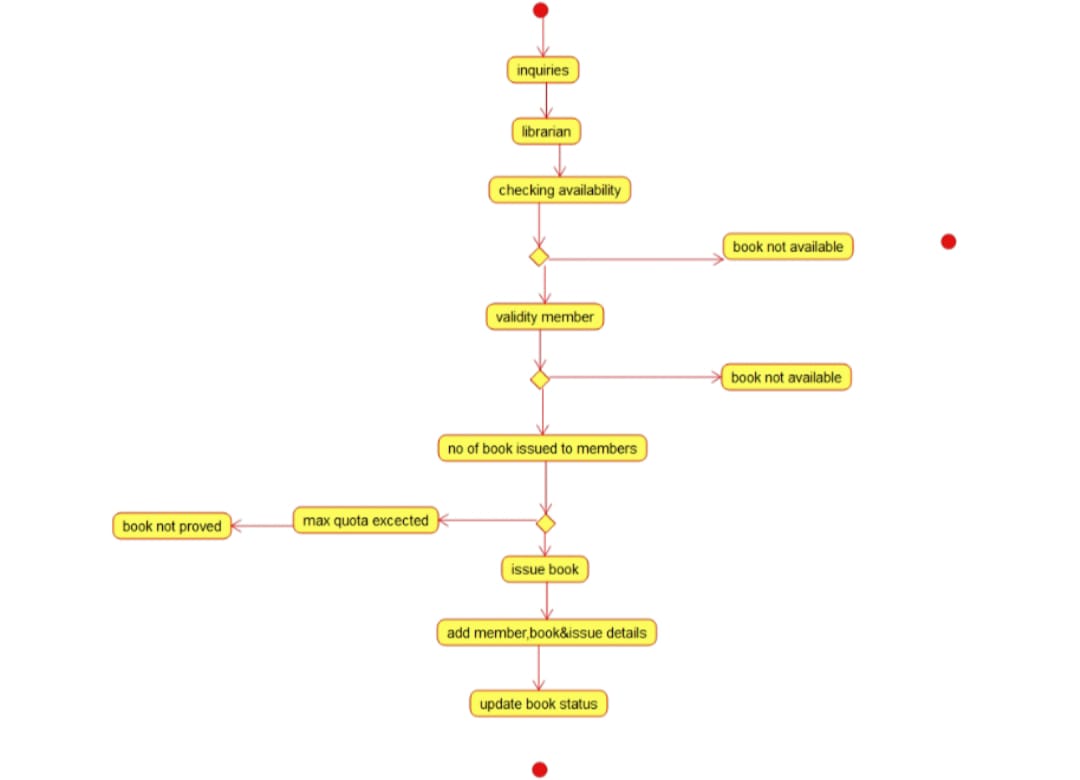 inquiries
librarian
checking availability
book not available
validity member
book not available
no of book issued to members
max quota excected
book not proved
issue book
add member,book&issue details
update book status